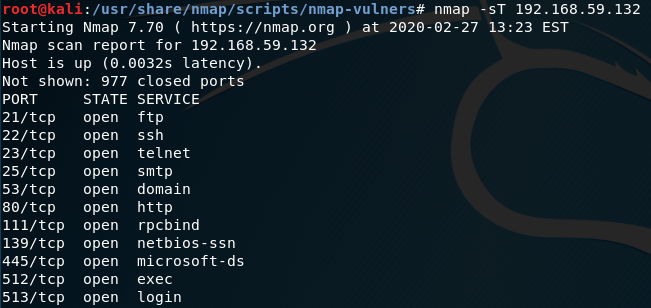 root@kali:/usr/share/nmap/scripts/nmap-vulners# nmap -sT 192.168.59.132
Starting Nmap 7.70 ( https://nmap.org ) at 2020-02-27 13:23 EST
Nmap scan report for 192.168.59.132
Host is up (0.0032s latency).
Not shown: 977 closed ports
PORT    STATE SERVICE
21/tcp  open  ftp
22/tcp  open  ssh
23/tcp  open  telnet
25/tcp  open  smtp
53/tcp  open  domain
80/tcp  open  http
111/tcp open  rpcbind
139/tcp open  netbios-ssn
445/tcp open  microsoft-ds
512/tcp open  exec
513/tcp open  login